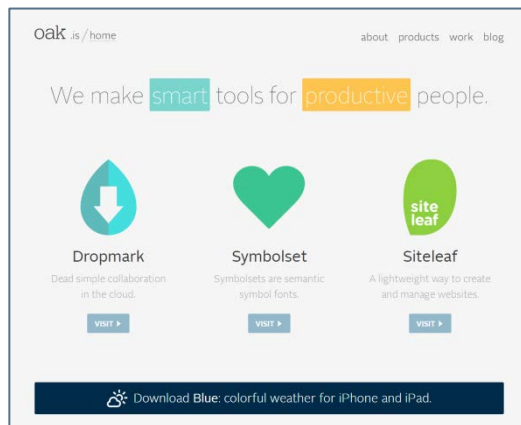 oak .is / home
about products work blog
We make smart tools for productive people.
site
leaf
Dropmark
Dead simple collaboration
in the cloud.
VISIT
Symbolset
Symbolsets are semantic
symbol fonts.
VISIT
Siteleaf
A lightweight way to create
and manage websites.
VISIT
Download Blue: colorful weather for iPhone and iPad.